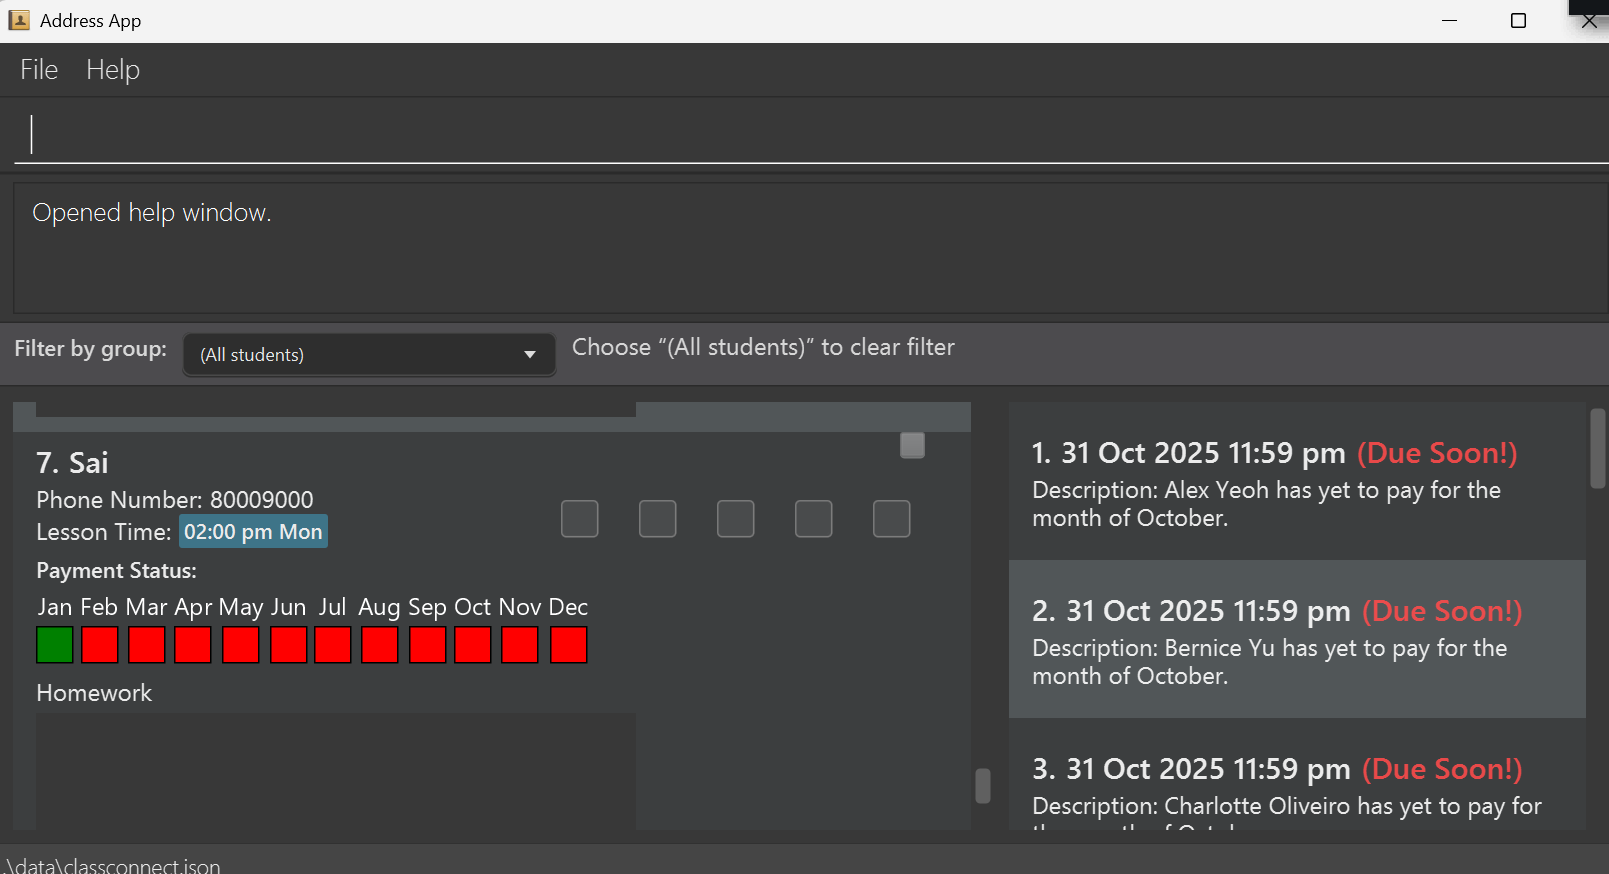 Address App
File Help
Opened help window.
Filter by group:
(All students)
Choose “(All students)” to clear filter
7. Sai
Phone Number: 80009000
Lesson Time: 02:00 pm Mon
Payment Status:
Jan Feb Mar Apr May Jun Jul Aug Sep Oct Nov Dec
Homework
1. 31 Oct 2025 11:59 pm (Due Soon!)
Description: Alex Yeoh has yet to pay for the
month of October.
2. 31 Oct 2025 11:59 pm (Due Soon!)
Description: Bernice Yu has yet to pay for the
month of October.
3. 31 Oct 2025 11:59 pm (Due Soon!)
Description: Charlotte Oliveiro has yet to pay for
.\data\classconnect.json